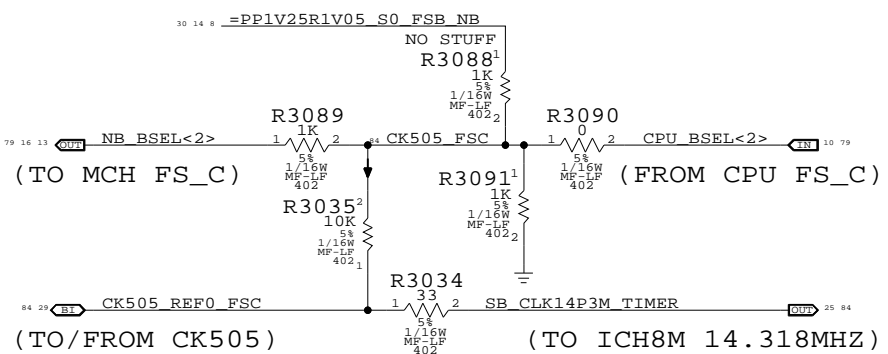 30 14 8 =PP1V25R1V05_S0_FSB_NB
NO STUFF
R3088 1
1K
5%
1/16W
MF-LF
402 2
R3089
1K
R3090
0
79 16 13 OUT NB_BSEL<2> 1 2 84 CK505_FSC 1 2 CPU_BSEL<2> IN 10 79
5%
1/16W
MF-LF
402
5%
1/16W
MF-LF
402
(TO MCH FS_C)
(FROM CPU FS_C)
R3091 1
1K
5%
1/16W
MF-LF
402 2
R3035 2
10K
5%
1/16W
MF-LF
402 1
R3034
33
84 29 BI CK505_REF0_FSC 1 2 SB_CLK14P3M_TIMER OUT 25 84
5%
1/16W
MF-LF
402
(TO/FROM CK505)
(TO ICH8M 14.318MHZ)